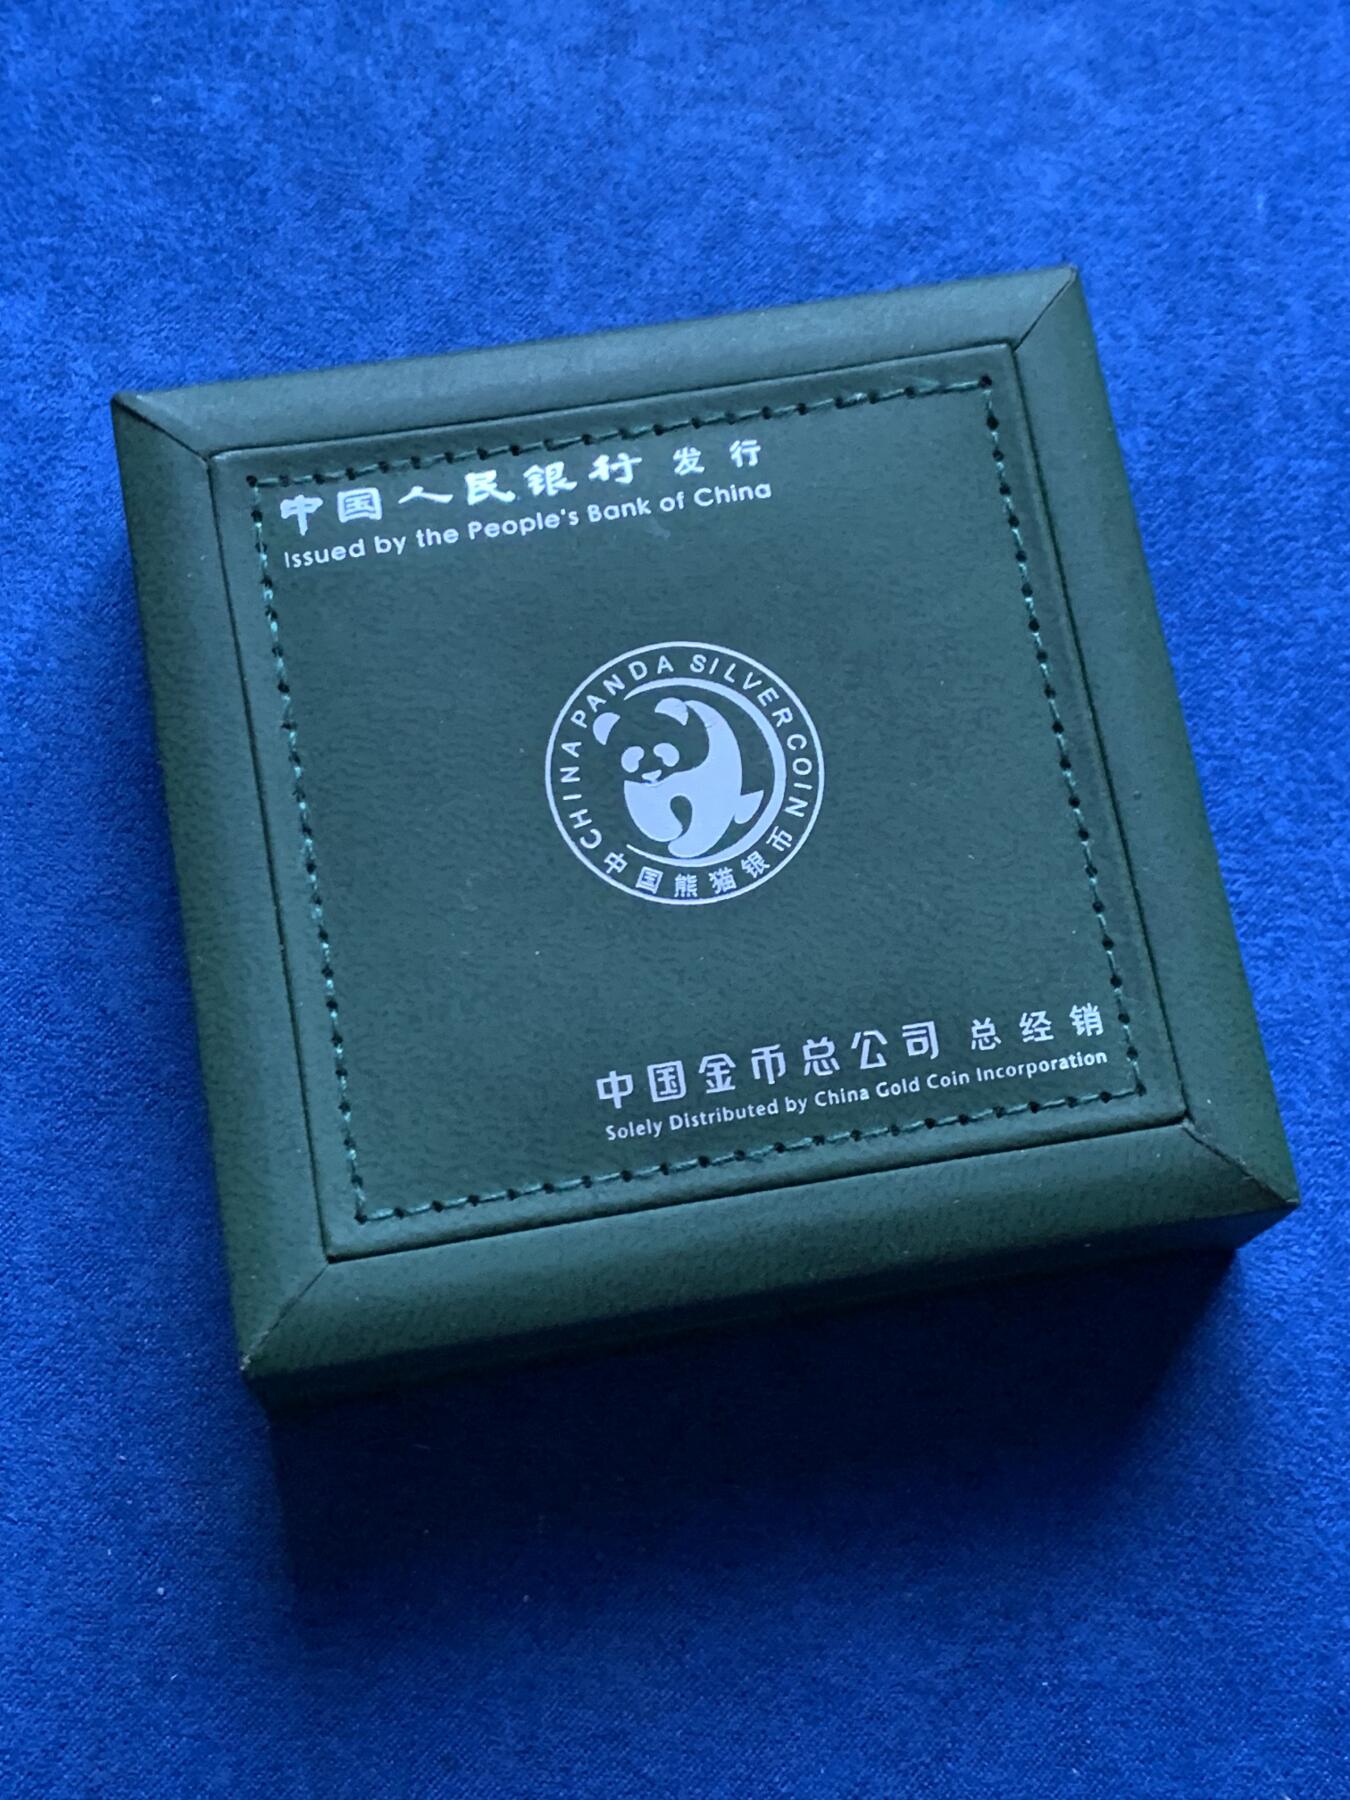 中国人民银行 发行
Issued by the People's Bank of China
CHINA PANDA SILVER COIN
中国熊猫银币
中国金币总公司 总经销
Solely Distributed by China Gold Coin Incorporation